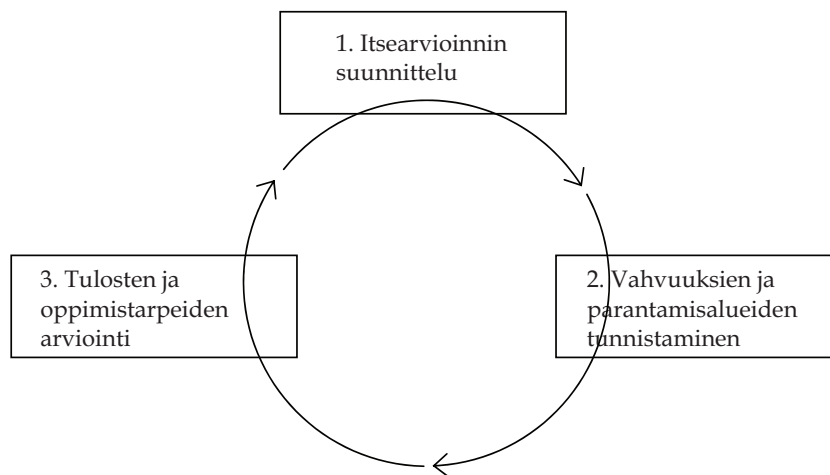 1. Itsearvioinnin
suunnittelu
2. Vahvuuksien ja
parantamisalueiden
tunnistaminen
3. Tulosten ja
oppimistarpeiden
arviointi